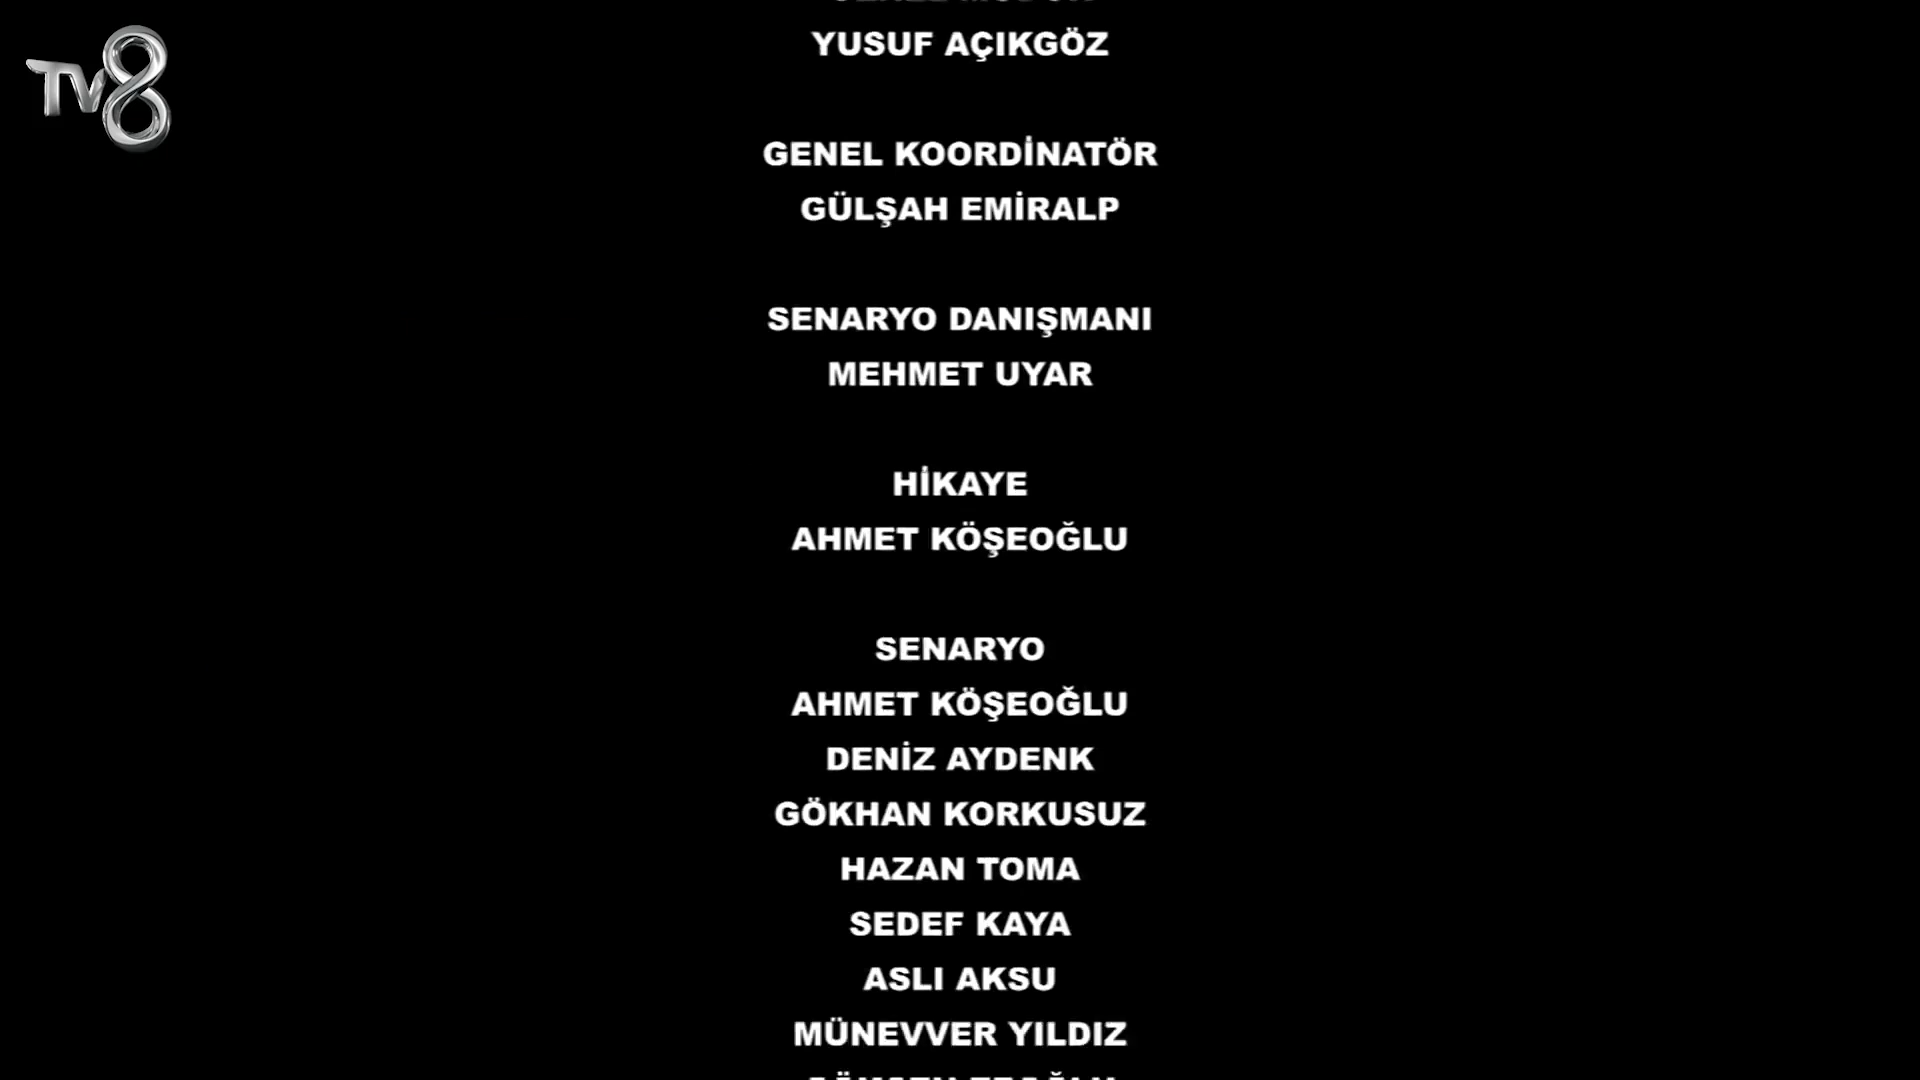 TV8
YUSUF AÇIKGÖZ
GENEL KOORDİNATÖR
GÜLŞAH EMİRALP
SENARYO DANIŞMANI
MEHMET UYAR
HİKAYE
AHMET KÖŞEOĞLU
SENARYO
AHMET KÖŞEOĞLU
DENİZ AYDENK
GÖKHAN KORKUSUZ
HAZAN TOMA
SEDEF KAYA
ASLI AKSU
MÜNEVVER YILDIZ